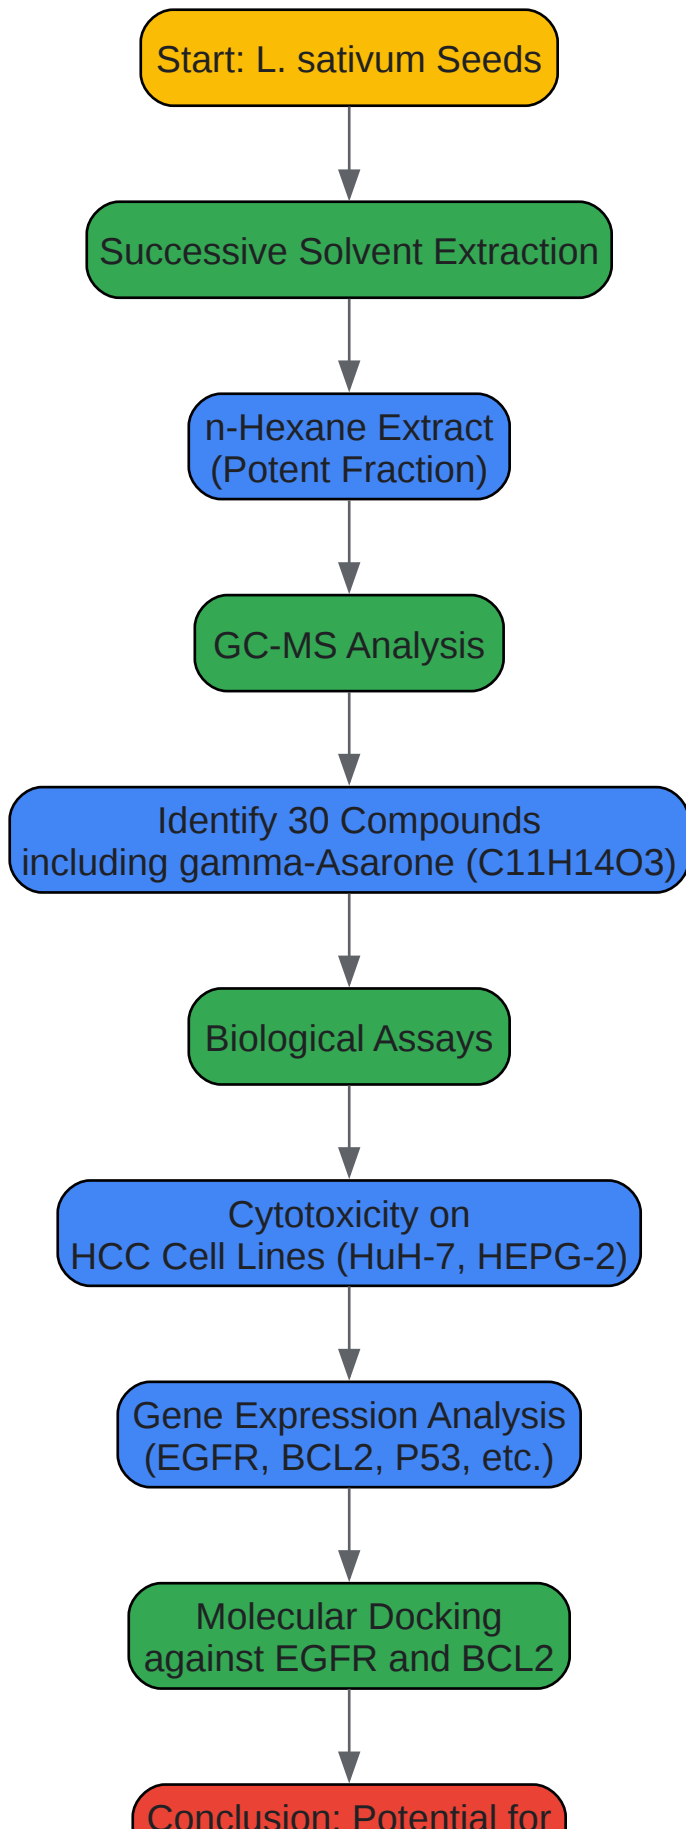 Start: L. sativum Seeds
Successive Solvent Extraction
n-Hexane Extract
(Potent Fraction)
GC-MS Analysis
Identify 30 Compounds
including gamma-Asarone (C11H14O3)
Biological Assays
Cytotoxicity on
HCC Cell Lines (HuH-7, HEPG-2)
Gene Expression Analysis
(EGFR, BCL2, P53, etc.)
Molecular Docking
against EGFR and BCL2
Conclusion: Potential for